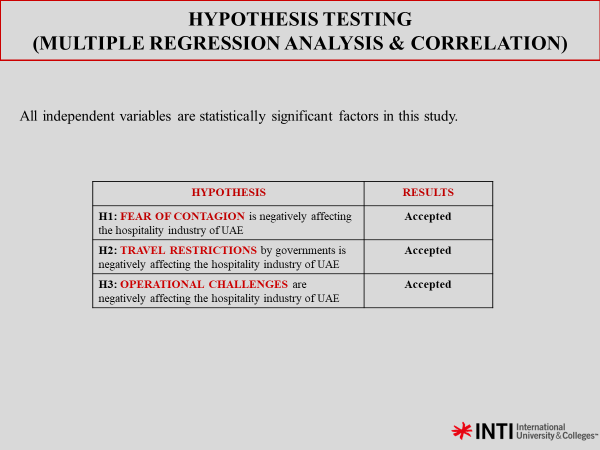 HYPOTHESIS TESTING
(MULTIPLE REGRESSION ANALYSIS & CORRELATION)
All independent variables are statistically significant factors in this study.
HYPOTHESIS
RESULTS
H1: FEAR OF CONTAGION is negatively affecting
the hospitality industry of UAE
Accepted
H2: TRAVEL RESTRICTIONS by governments is
negatively affecting the hospitality industry of UAE
Accepted
H3: OPERATIONAL CHALLENGES are
negatively affecting the hospitality industry of UAE
Accepted
INTI International
University & Colleges™